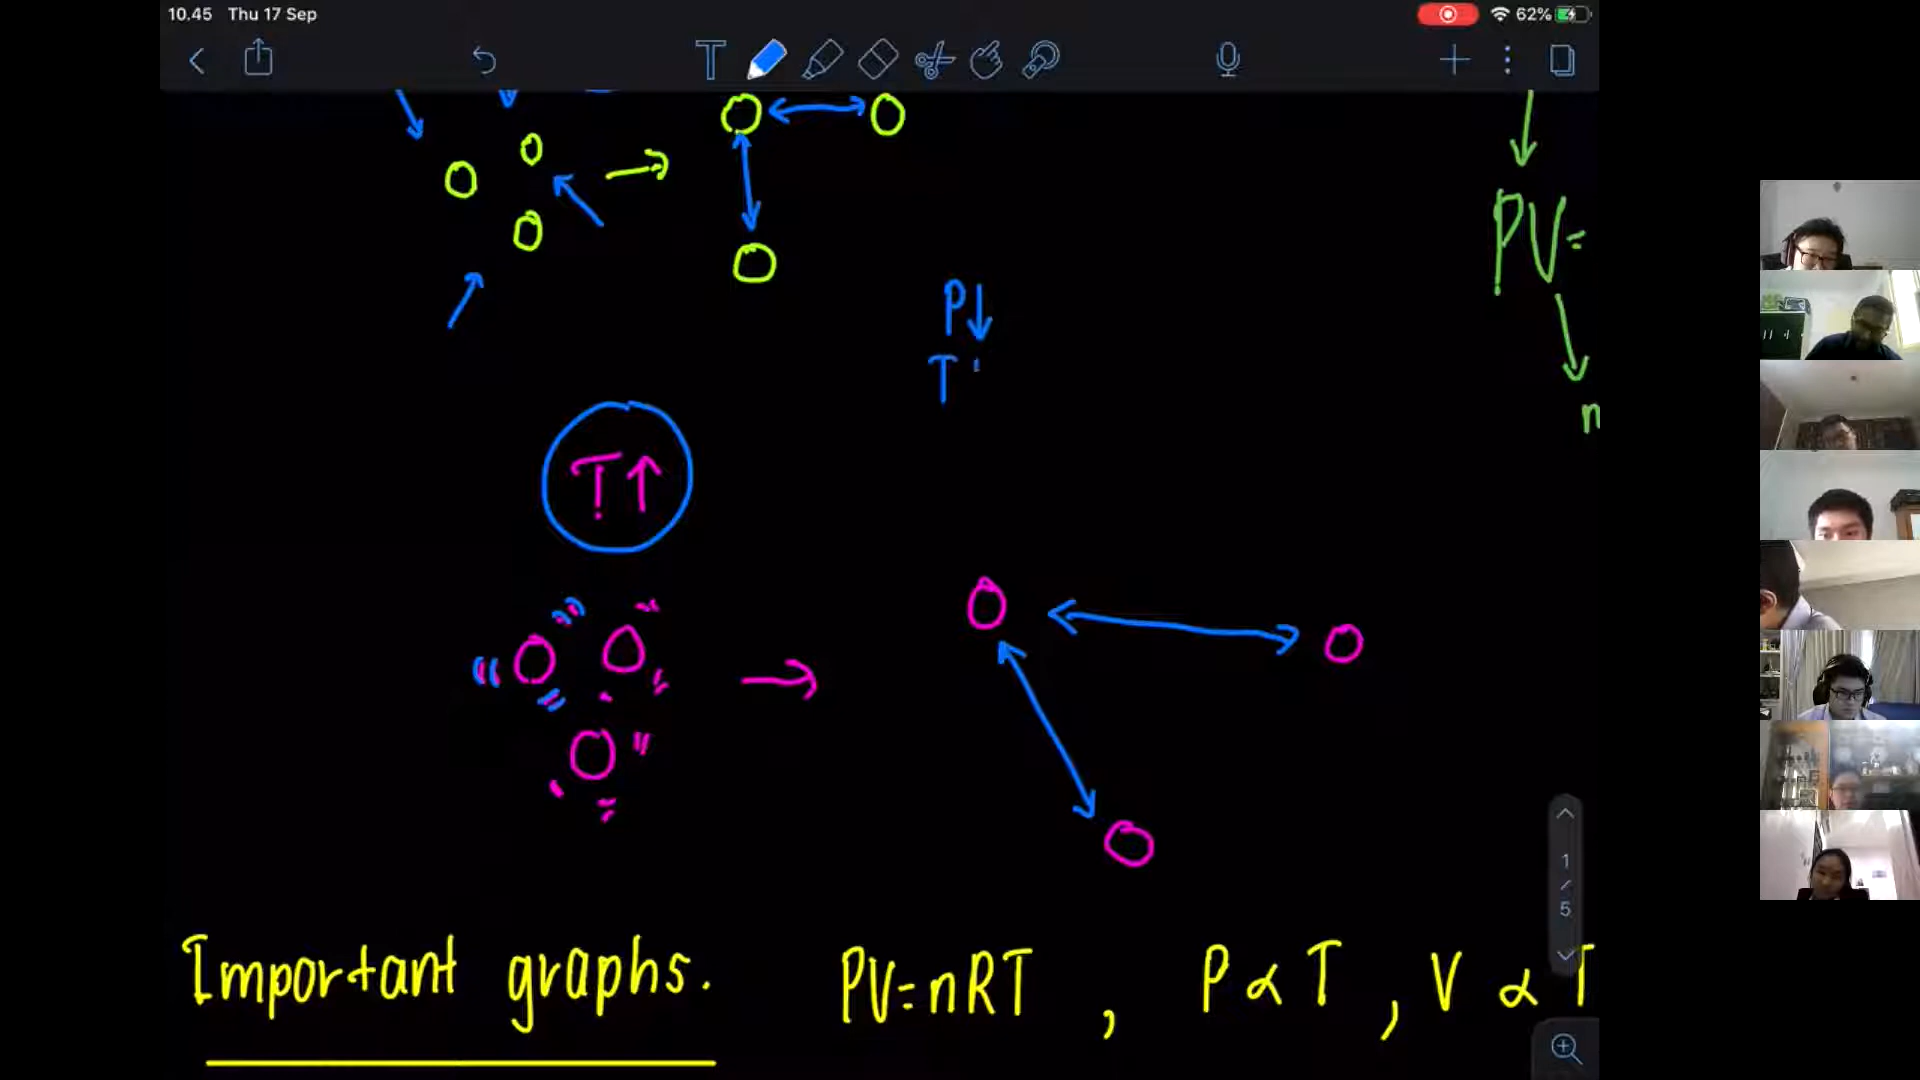 10.45 Thu 17 Sep
62%
T
PV=
P↓
T
n
T↑
1
/
5
Important graphs. PV=nRT , P ∝ T , V ∝ T